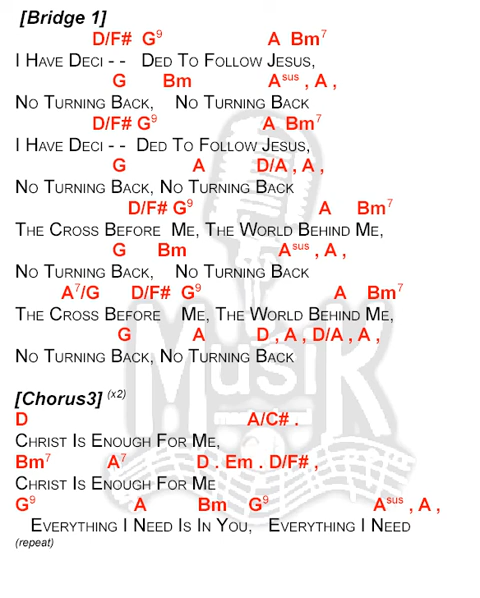 [Bridge 1]
D/F# G9 A Bm7
I Have Deci - - Ded To Follow Jesus,
G Bm Asus , A ,
No Turning Back, No Turning Back
D/F# G9 A Bm7
I Have Deci - - Ded To Follow Jesus,
G A D/A , A ,
No Turning Back, No Turning Back
D/F# G9 A Bm7
The Cross Before Me, The World Behind Me,
G Bm Asus , A ,
No Turning Back, No Turning Back
A7/G D/F# G9 A Bm7
The Cross Before Me, The World Behind Me,
G A D , A , D/A , A ,
No Turning Back, No Turning Back
Musik
[Chorus3] (x2)
D A/C# .
Christ Is Enough For Me,
Bm7 A7 D . Em . D/F# ,
Christ Is Enough For Me
G9 A Bm G9 Asus , A ,
Everything I Need Is In You, Everything I Need
(repeat)